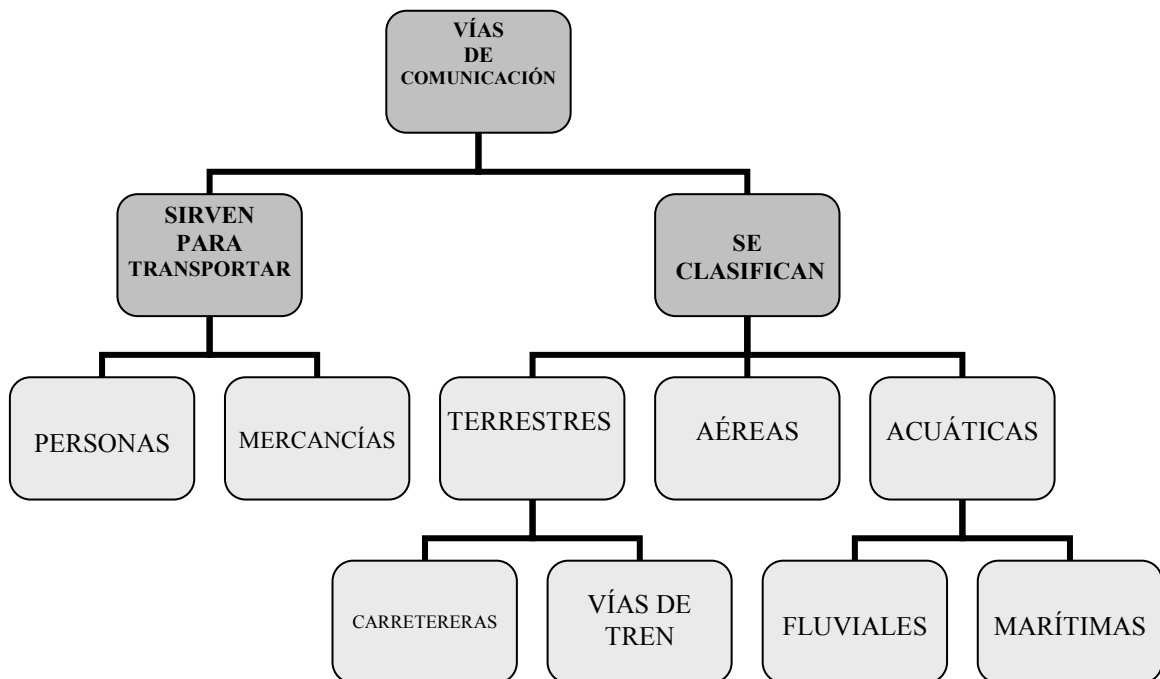 VÍAS
DE
COMUNICACIÓN
SIRVEN
PARA
TRANSPORTAR
SE
CLASIFICAN
PERSONAS
MERCANCÍAS
TERRESTRES
AÉREAS
ACUÁTICAS
CARRETERERAS
VÍAS DE
TREN
FLUVIALES
MARÍTIMAS